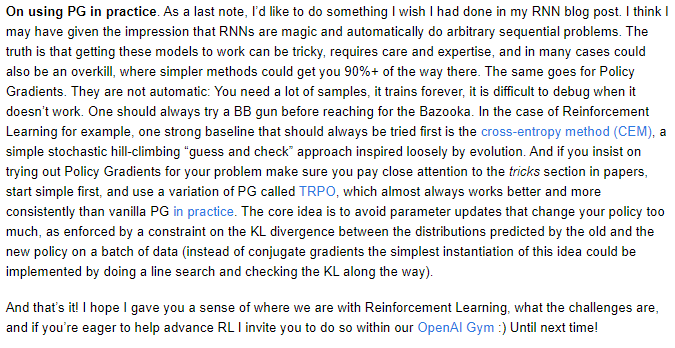 On using PG in practice. As a last note, I'd like to do something I wish I had done in my RNN blog post. I think I
may have given the impression that RNNs are magic and automatically do arbitrary sequential problems. The
truth is that getting these models to work can be tricky, requires care and expertise, and in many cases could
also be an overkill, where simpler methods could get you 90%+ of the way there. The same goes for Policy
Gradients. They are not automatic: You need a lot of samples, it trains forever, it is difficult to debug when it
doesn't work. One should always try a BB gun before reaching for the Bazooka. In the case of Reinforcement
Learning for example, one strong baseline that should always be tried first is the cross-entropy method (CEM), a
simple stochastic hill-climbing “guess and check” approach inspired loosely by evolution. And if you insist on
trying out Policy Gradients for your problem make sure you pay close attention to the tricks section in papers,
start simple first, and use a variation of PG called TRPO, which almost always works better and more
consistently than vanilla PG in practice. The core idea is to avoid parameter updates that change your policy too
much, as enforced by a constraint on the KL divergence between the distributions predicted by the old and the
new policy on a batch of data (instead of conjugate gradients the simplest instantiation of this idea could be
implemented by doing a line search and checking the KL along the way).
And that's it! I hope I gave you a sense of where we are with Reinforcement Learning, what the challenges are,
and if you're eager to help advance RL I invite you to do so within our OpenAI Gym :) Until next time!